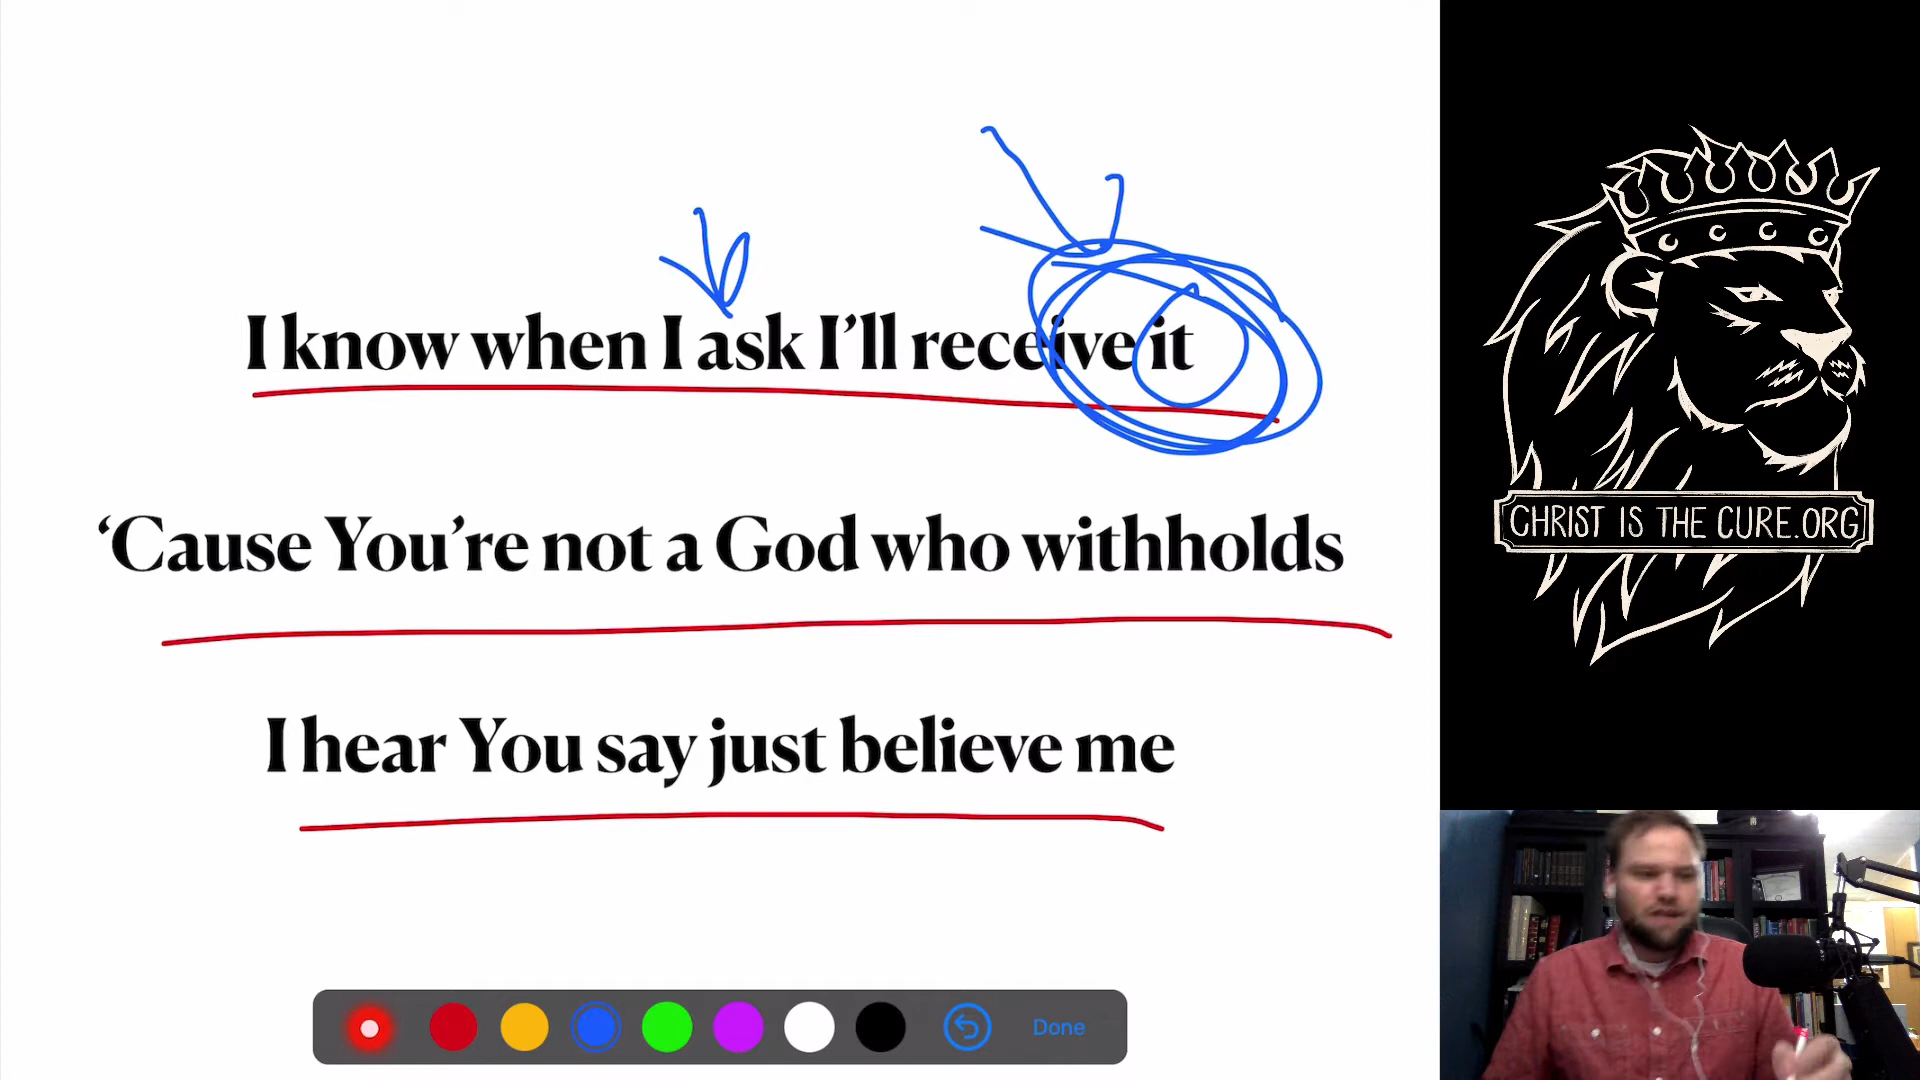 I know when I ask I’ll receive it
‘Cause You’re not a God who withholds
I hear You say just believe me
CHRIST IS THE CURE.ORG
Done